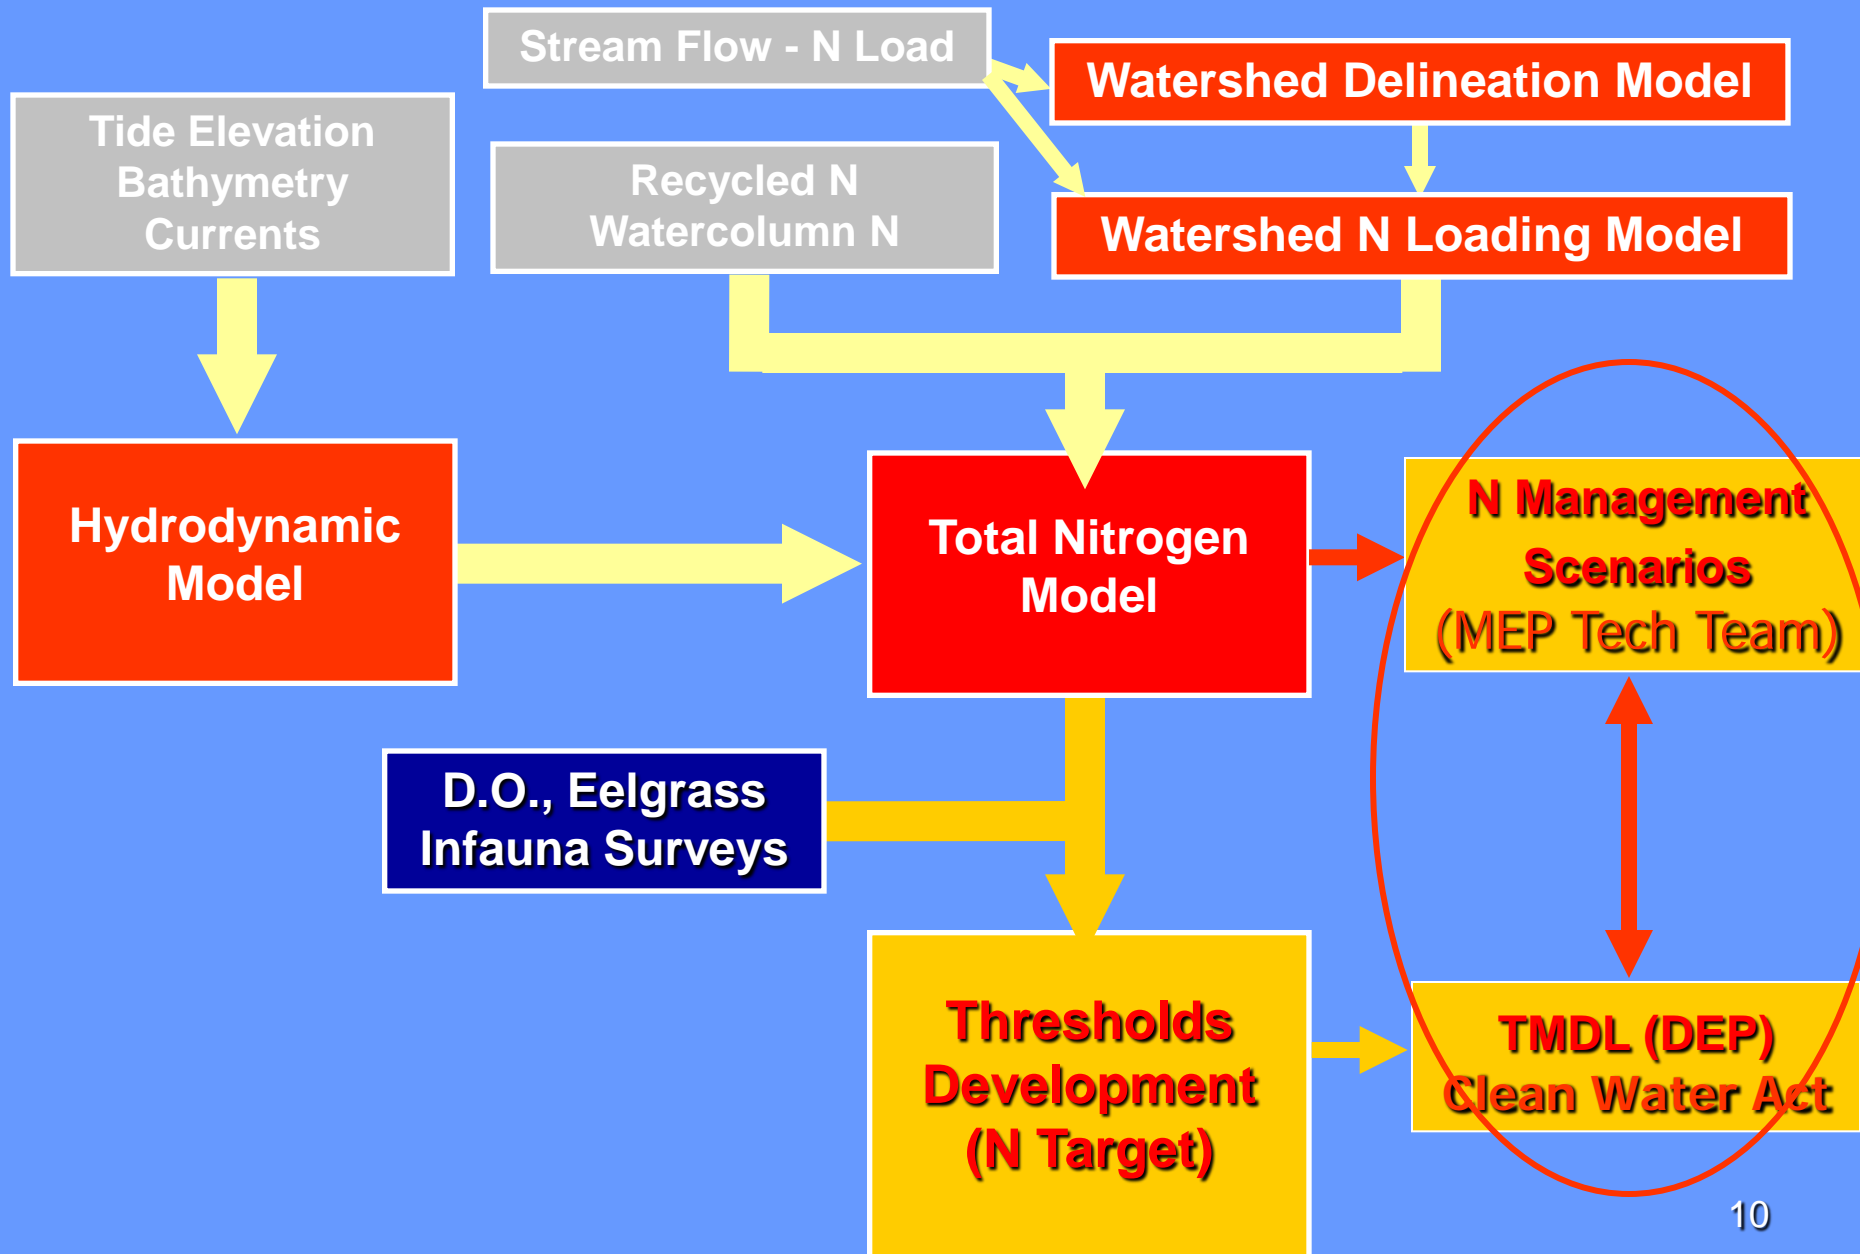 Stream Flow - N Load
Watershed Delineation Model
Tide Elevation
Bathymetry
Currents
Recycled N
Watercolumn N
Watershed N Loading Model
Hydrodynamic
Model
Total Nitrogen
Model
N Management
Scenarios
(MEP Tech Team)
D.O., Eelgrass
Infauna Surveys
Thresholds
Development
(N Target)
TMDL (DEP)
Clean Water Act
10